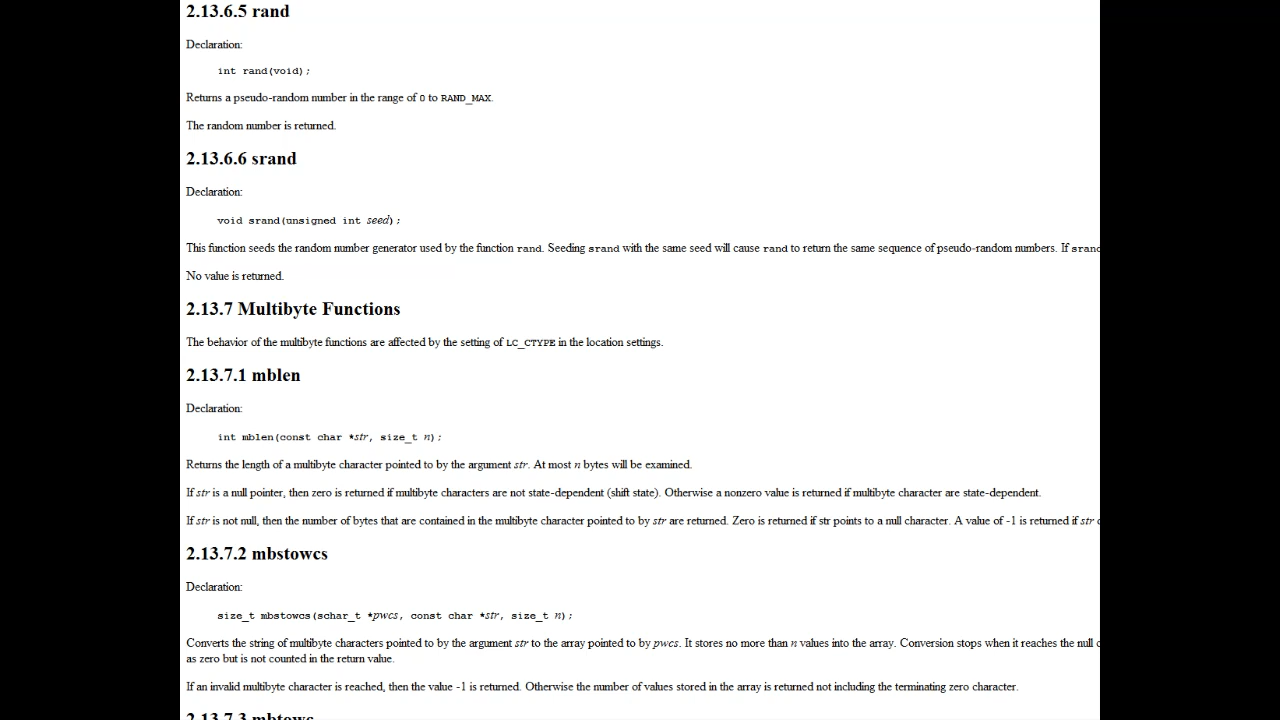 2.13.6.5 rand
Declaration:
int rand(void);
Returns a pseudo-random number in the range of 0 to RAND_MAX.
The random number is returned.
2.13.6.6 srand
Declaration:
void srand(unsigned int seed);
This function seeds the random number generator used by the function rand. Seeding srand with the same seed will cause rand to return the same sequence of pseudo-random numbers. If srand
No value is returned.
2.13.7 Multibyte Functions
The behavior of the multibyte functions are affected by the setting of LC_CTYPE in the location settings.
2.13.7.1 mblen
Declaration:
int mblen(const char *str, size_t n);
Returns the length of a multibyte character pointed to by the argument str. At most n bytes will be examined.
If str is a null pointer, then zero is returned if multibyte characters are not state-dependent (shift state). Otherwise a nonzero value is returned if multibyte character are state-dependent.
If str is not null, then the number of bytes that are contained in the multibyte character pointed to by str are returned. Zero is returned if str points to a null character. A value of -1 is returned if str
2.13.7.2 mbstowcs
Declaration:
size_t mbstowcs(schar_t *pwcs, const char *str, size_t n);
Converts the string of multibyte characters pointed to by the argument str to the array pointed to by pwcs. It stores no more than n values into the array. Conversion stops when it reaches the null
as zero but is not counted in the return value.
If an invalid multibyte character is reached, then the value -1 is returned. Otherwise the number of values stored in the array is returned not including the terminating zero character.
2.13.7.3 mbtowc